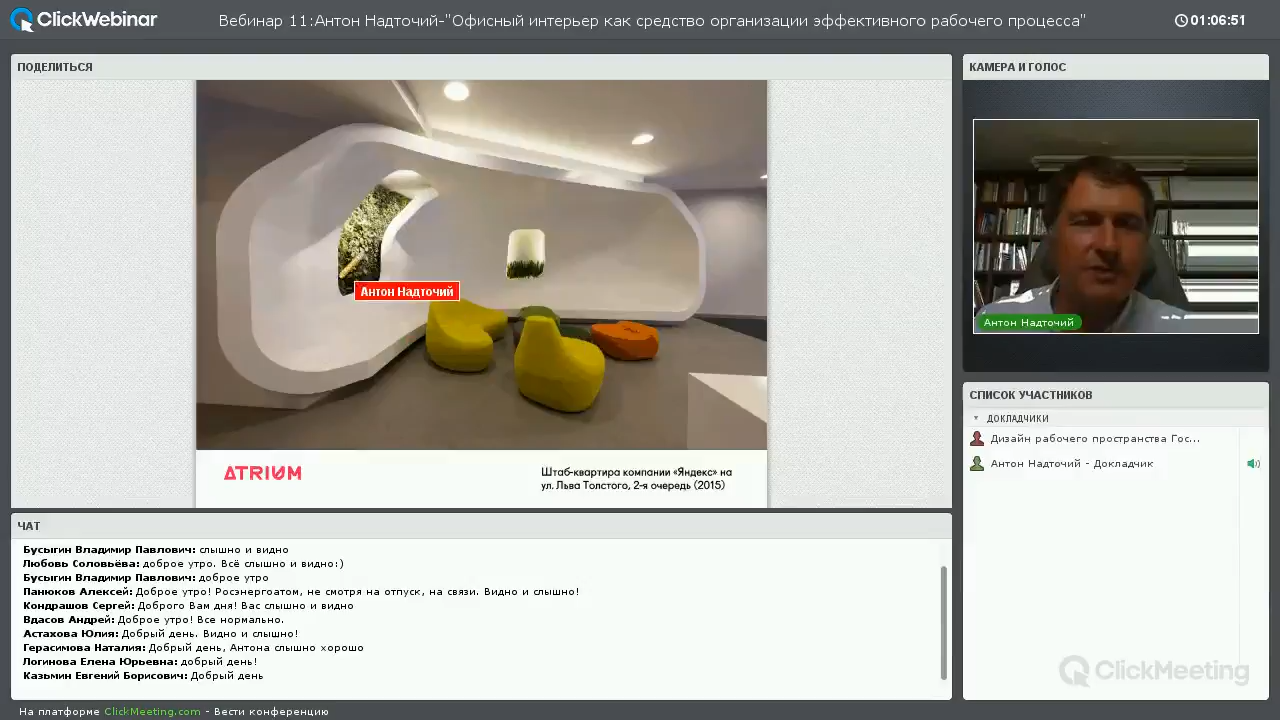 ClickWebinar
Вебинар 11:Антон Надточий-"Офисный интерьер как средство организации эффективного рабочего процесса"
01:06:51
ПОДЕЛИТЬСЯ
Антон Надточий
ATRIUM
Штаб-квартира компании «Яндекс» на
ул. Льва Толстого, 2-я очередь (2015)
КАМЕРА И ГОЛОС
Антон Надточий
СПИСОК УЧАСТНИКОВ
ДОКЛАДЧИКИ
Дизайн рабочего пространства Гос...
Антон Надточий - Докладчик
ЧАТ
Бусыгин Владимир Павлович: слышно и видно
Любовь Соловьёва: доброе утро. Всё слышно и видно:)
Бусыгин Владимир Павлович: доброе утро
Панюков Алексей: Доброе утро! Росэнергоатом, не смотря на отпуск, на связи. Видно и слышно!
Кондрашов Сергей: Доброго Вам дня! Вас слышно и видно
Вдасов Андрей: Доброе утро! Все нормально.
Астахова Юлия: Добрый день. Видно и слышно!
Герасимова Наталия: Добрый день, Антона слышно хорошо
Логинова Елена Юрьевна: добрый день!
Казьмин Евгений Борисович: Добрый день
ClickMeeting
На платформе ClickMeeting.com - Вести конференцию